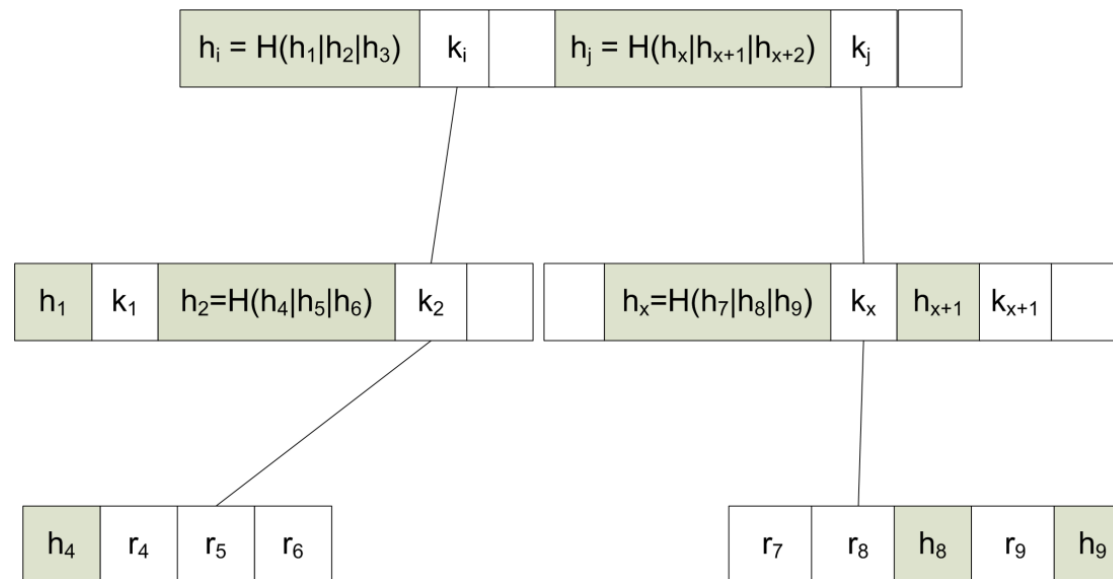 hᵢ = H(h₁|h₂|h₃) kᵢ hⱼ = H(hₓ|hₓ₊₁|hₓ₊₂) kⱼ
h₁ k₁ h₂=H(h₄|h₅|h₆) k₂ hₓ=H(h₇|h₈|h₉) kₓ hₓ₊₁ kₓ₊₁
h₄ r₄ r₅ r₆ r₇ r₈ h₈ r₉ h₉